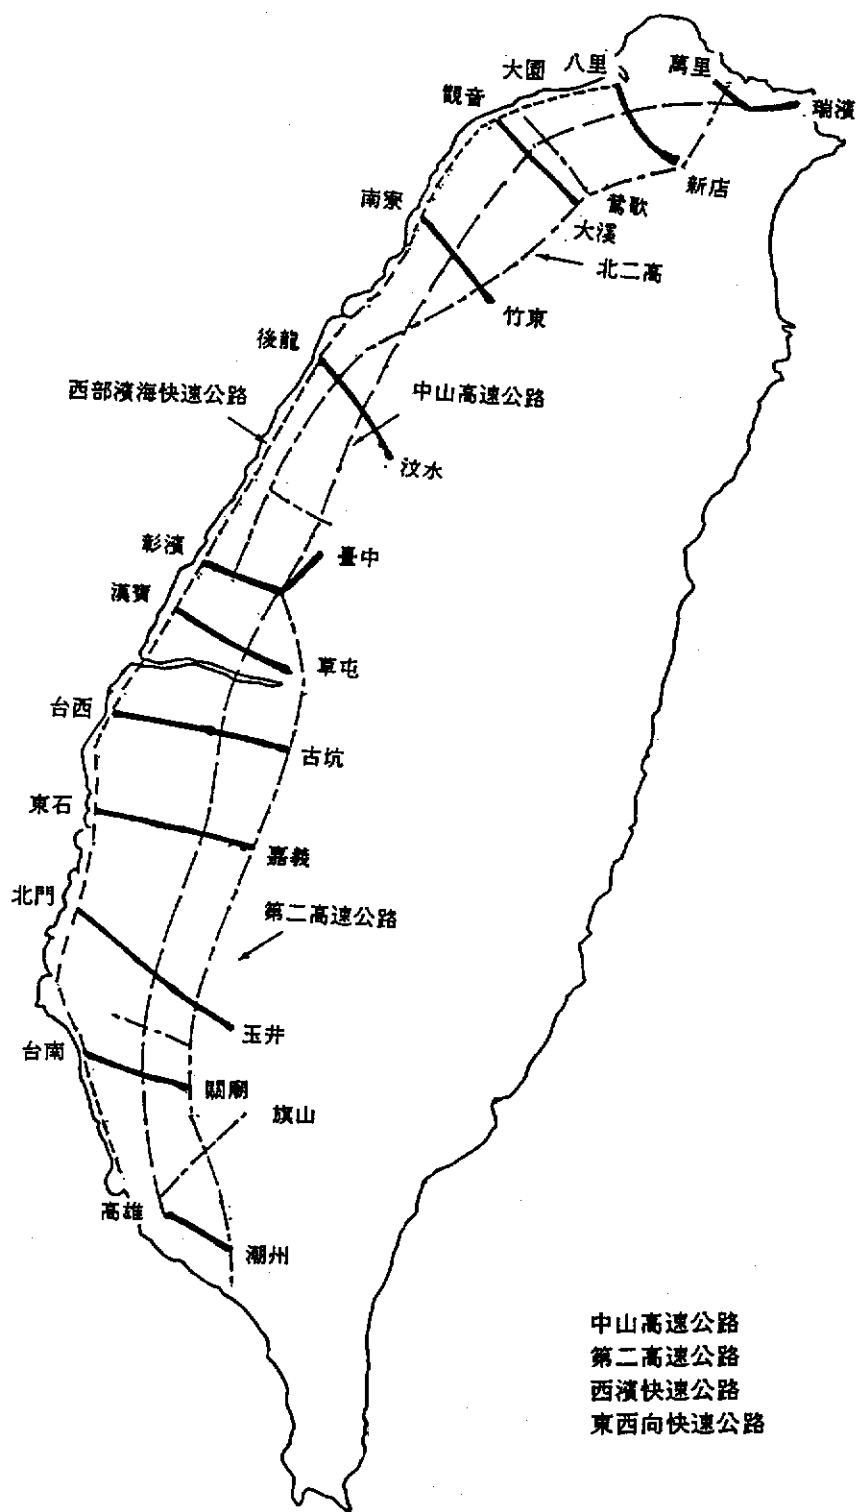 八里
萬里
大園
觀音
瑞濱
新店
南寮
鶯歌
大溪
北二高
竹東
後龍
西部濱海快速公路
中山高速公路
汶水
彰濱
臺中
漢寶
草屯
台西
古坑
東石
嘉義
北門
第二高速公路
玉井
台南
關廟
旗山
高雄
潮州
中山高速公路
第二高速公路
西濱快速公路
東西向快速公路